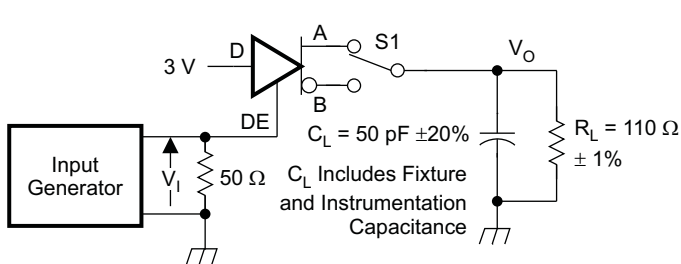 A
S1
V_O
D
3 V
B
DE
C_L = 50 pF ±20%
R_L = 110 Ω
± 1%
Input
Generator
V_I
50 Ω
C_L Includes Fixture
and Instrumentation
Capacitance